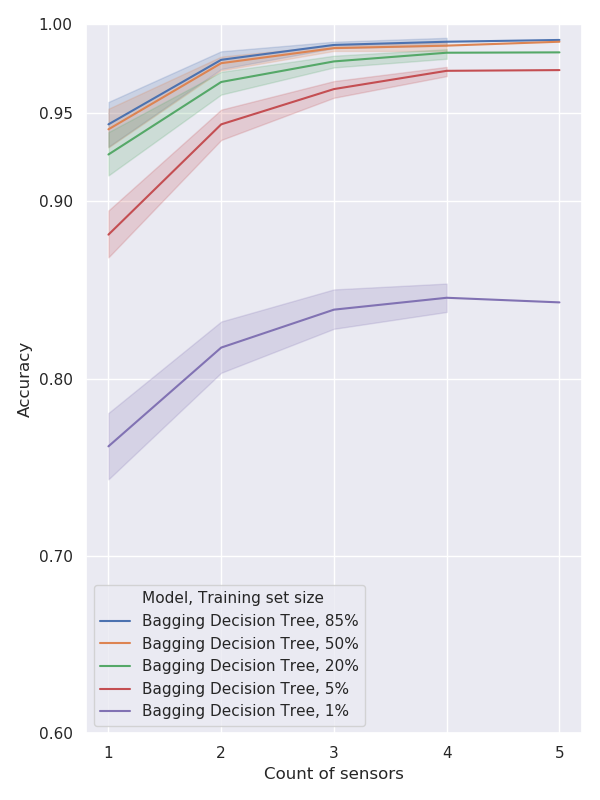 1.00
0.95
0.90
0.80
0.70
0.60
Accuracy
Model, Training set size
Bagging Decision Tree, 85%
Bagging Decision Tree, 50%
Bagging Decision Tree, 20%
Bagging Decision Tree, 5%
Bagging Decision Tree, 1%
1 2 3 4 5
Count of sensors